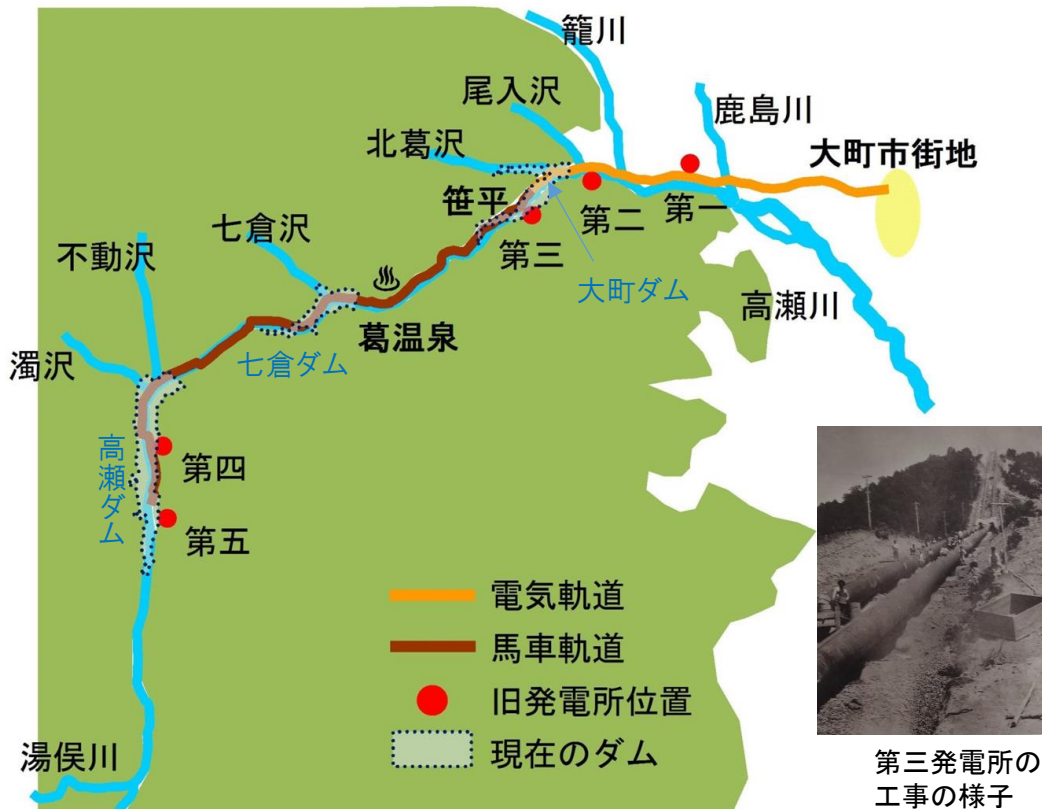 籠川
尾入沢
鹿島川
北葛沢
大町市街地
笹平
第一
第二
七倉沢
第三
不動沢
大町ダム
高瀬川
葛温泉
七倉ダム
濁沢
高瀬ダム
第四
第五
電気軌道
馬車軌道
旧発電所位置
現在のダム
湯俣川
第三発電所の
工事の様子